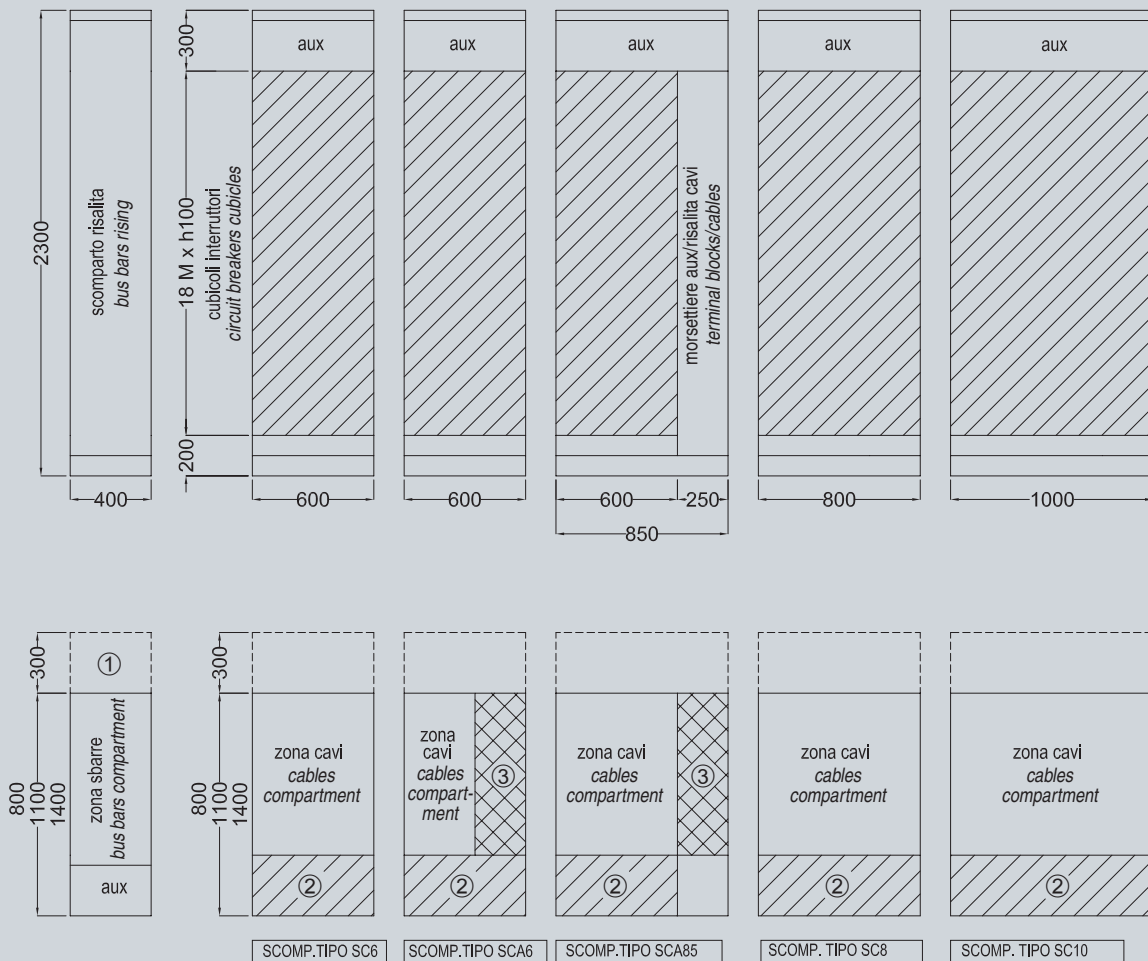 300
aux
aux
aux
aux
aux
2300
scomparto risalita
bus bars rising
18 M x h100
cubicoli interruttori
circuit breakers cubicles
morsettiere aux/risalita cavi
terminal blocks/cables
200
400
600
600
600
250
800
1000
850
300
①
800
1100
1400
zona sbarre
bus bars compartment
aux
300
800
1100
1400
zona cavi
cables
compartment
②
zona
cavi
cables
compart-
ment
③
②
zona cavi
cables
compartment
③
②
zona cavi
cables
compartment
②
zona cavi
cables
compartment
②
SCOMP.TIPO SC6
SCOMP.TIPO SCA6
SCOMP.TIPO SCA85
SCOMP.TIPO SC8
SCOMP.TIPO SC10